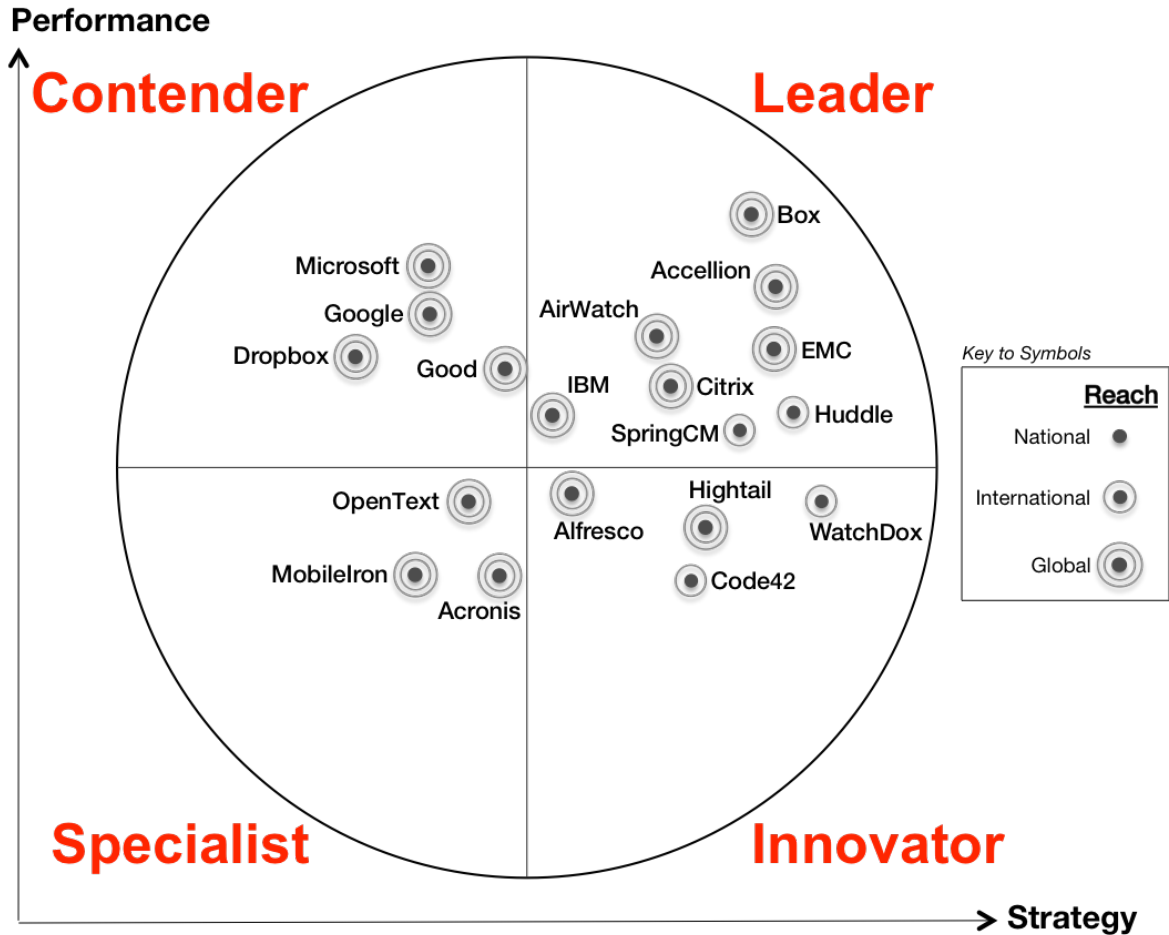 Performance
Contender
Leader
Box
Microsoft
Accellion
Google
AirWatch
Dropbox
EMC
Good
IBM
Citrix
Huddle
SpringCM
Key to Symbols
Reach
National
International
Global
OpenText
Hightail
Alfresco
WatchDox
MobileIron
Code42
Acronis
Specialist
Innovator
Strategy